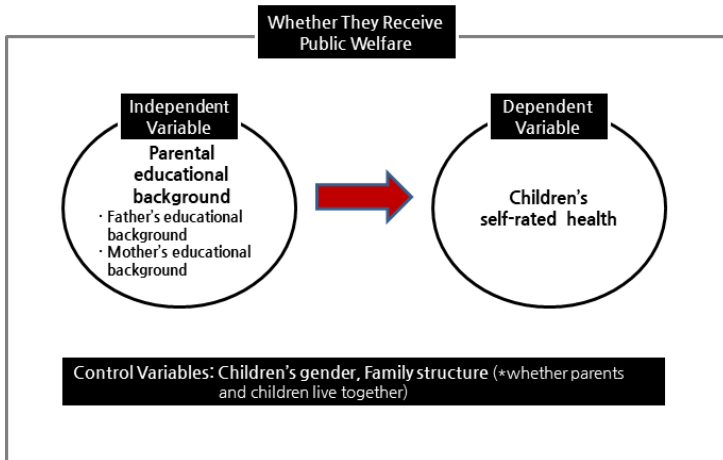 Whether They Receive
Public Welfare
Independent
Variable
Parental
educational
background
· Father's educational
background
· Mother's educational
background
Dependent
Variable
Children's
self-rated health
Control Variables: Children's gender, Family structure (*whether parents
and children live together)